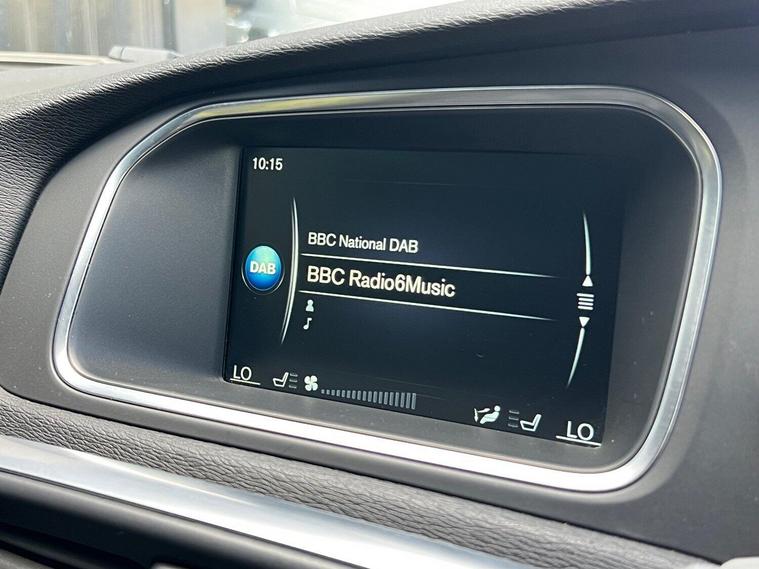 10:15
BBC National DAB
DAB
BBC Radio6Music
LO
LO